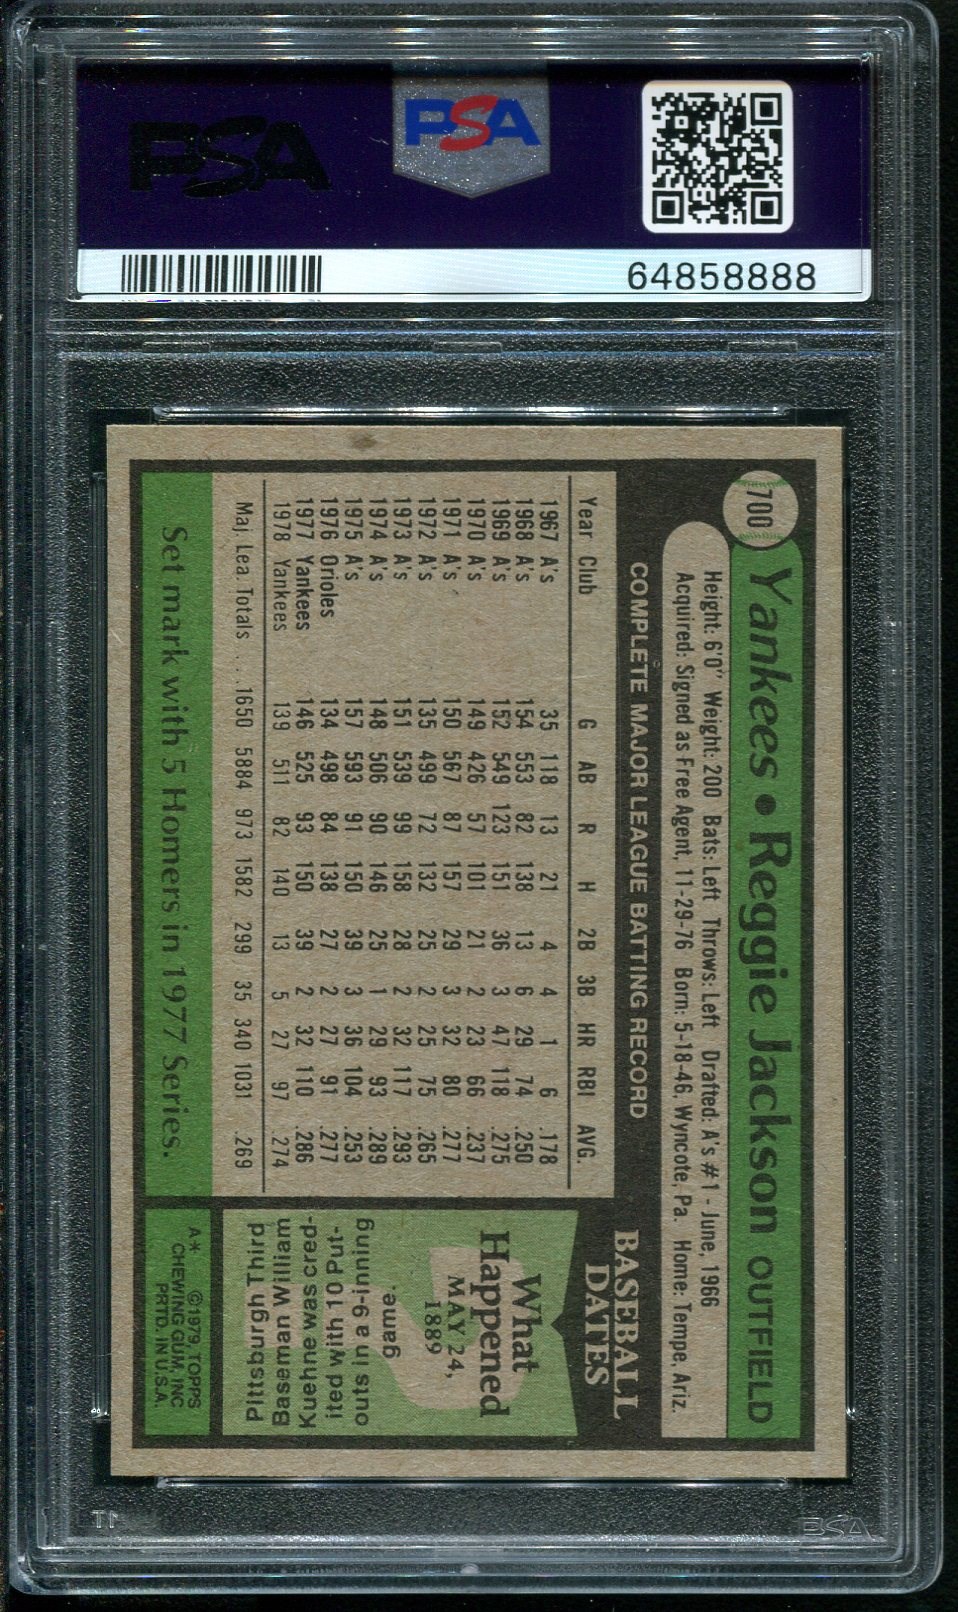 PSA
PSA
64858888
700
Yankees • Reggie Jackson OUTFIELD
Height: 6'0" Weight: 200 Bats: Left Throws: Left Drafted: A's #1 - June, 1966
Acquired: Signed as Free Agent, 11-29-76 Born: 5-18-46, Wyncote, Pa. Home: Tempe, Ariz.
COMPLETE MAJOR LEAGUE BATTING RECORD
Year Club G AB R H 2B 3B HR RBI AVG.
1967 A's 35 118 13 21 4 4 1 6 .178
1968 A's 154 553 82 138 13 6 29 74 .250
1969 A's 152 549 123 151 36 3 47 118 .275
1970 A's 149 426 57 101 21 2 23 66 .237
1971 A's 150 567 87 157 29 3 32 80 .277
1972 A's 135 499 72 132 25 2 25 75 .265
1973 A's 151 539 99 158 28 2 32 117 .293
1974 A's 148 506 90 146 25 1 29 93 .289
1975 A's 157 593 91 150 39 3 36 104 .253
1976 Orioles 134 498 84 138 27 2 27 91 .277
1977 Yankees 146 525 93 150 39 2 32 110 .286
1978 Yankees 139 511 82 140 13 5 27 97 .274
Maj. Lea. Totals ... 1650 5884 973 1582 299 35 340 1031 .269
Set mark with 5 Homers in 1977 Series.
BASEBALL
DATES
What
Happened
MAY 24,
1889
Pittsburgh Third
Baseman William
Kuehne was cred-
ited with 10 Put-
outs in a 9-inning
game.
A* ©1979, TOPPS
CHEWING GUM, INC
PRTD. IN U.S.A.
PSA